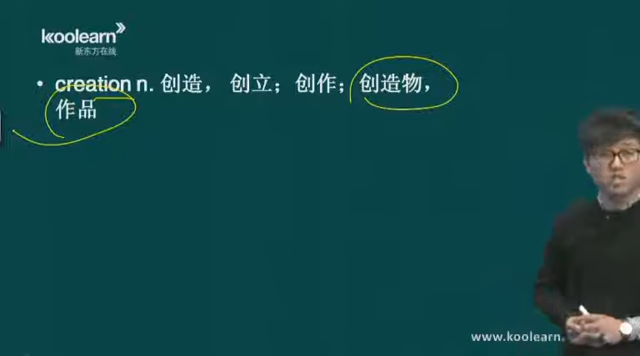 koolearn
新东方在线
• creation n. 创造， 创立；创作；创造物，
作品
www.koolearn.